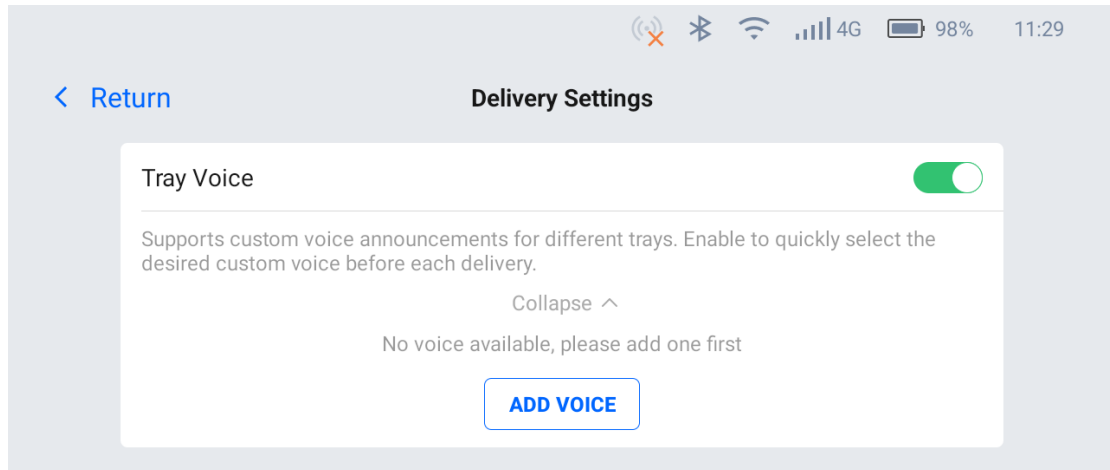 4G 98% 11:29
Return Delivery Settings
Tray Voice
Supports custom voice announcements for different trays. Enable to quickly select the
desired custom voice before each delivery.
Collapse
No voice available, please add one first
ADD VOICE